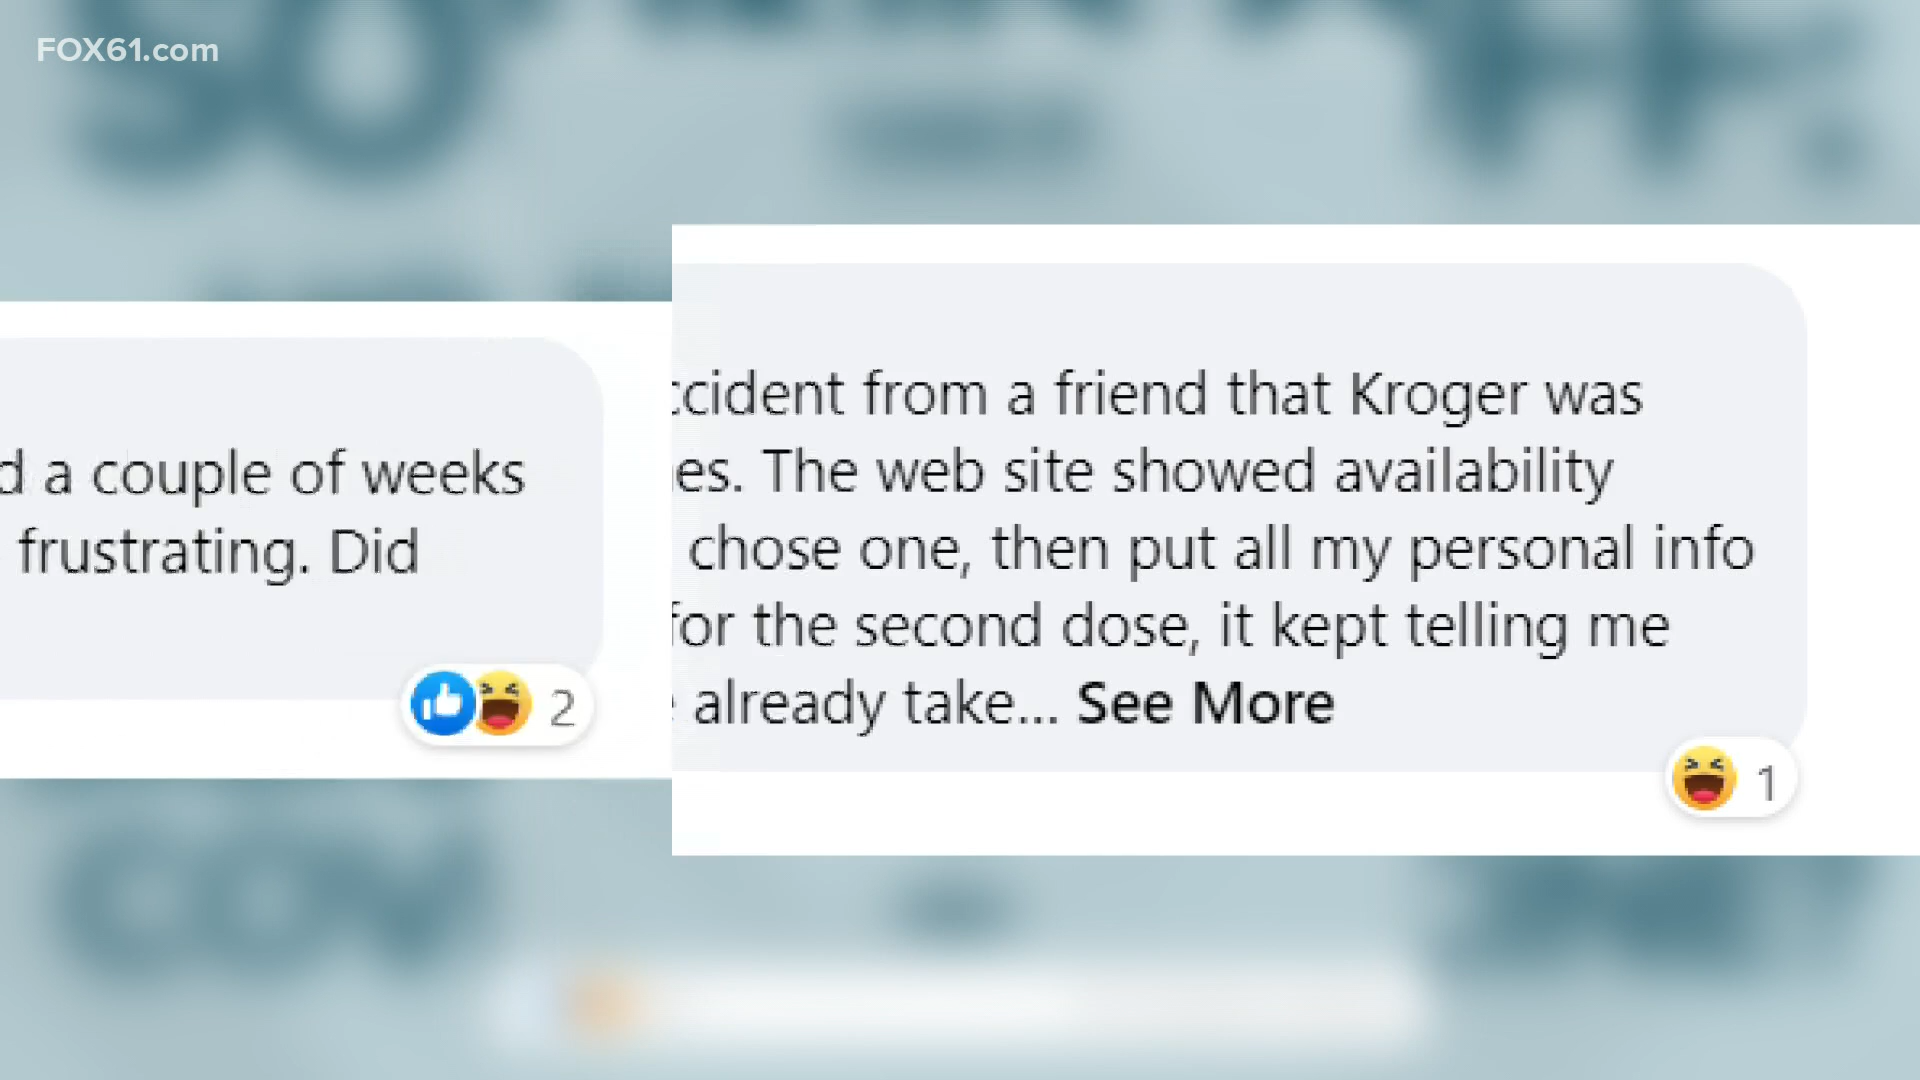 FOX61.com
a couple of weeks
frustrating. Did
2
from a friend that Kroger was
The web site showed availability
chose one, then put all my personal info
for the second dose, it kept telling me
already take... See More
1